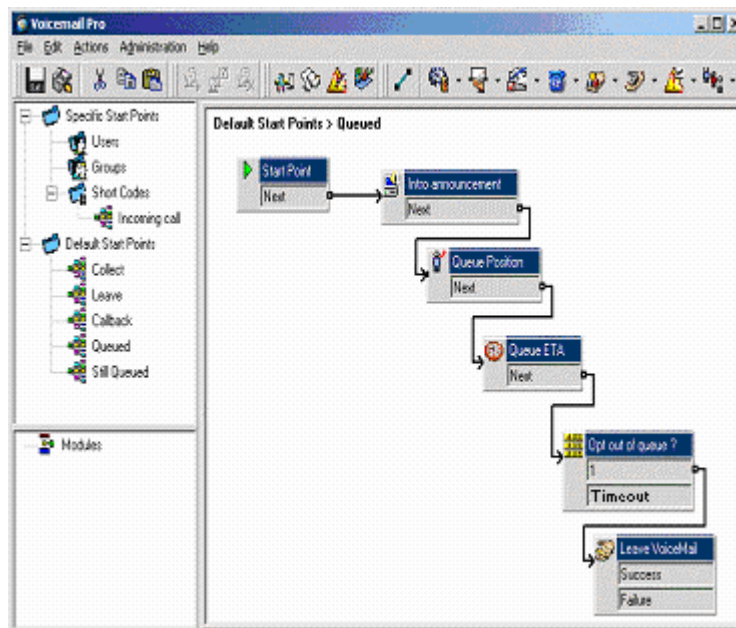 Voicemail Pro
File Edit Actions Administration Help
Specific Start Points
Users
Groups
Short Codes
Incoming call
Default Start Points
Collect
Leave
Callback
Queued
Still Queued
Modules
Default Start Points > Queued
Start Point
Next
Intro announcement
Next
Queue Position
Next
Queue ETA
Next
Opt out of queue ?
1
Timeout
Leave VoiceMail
Success
Failure